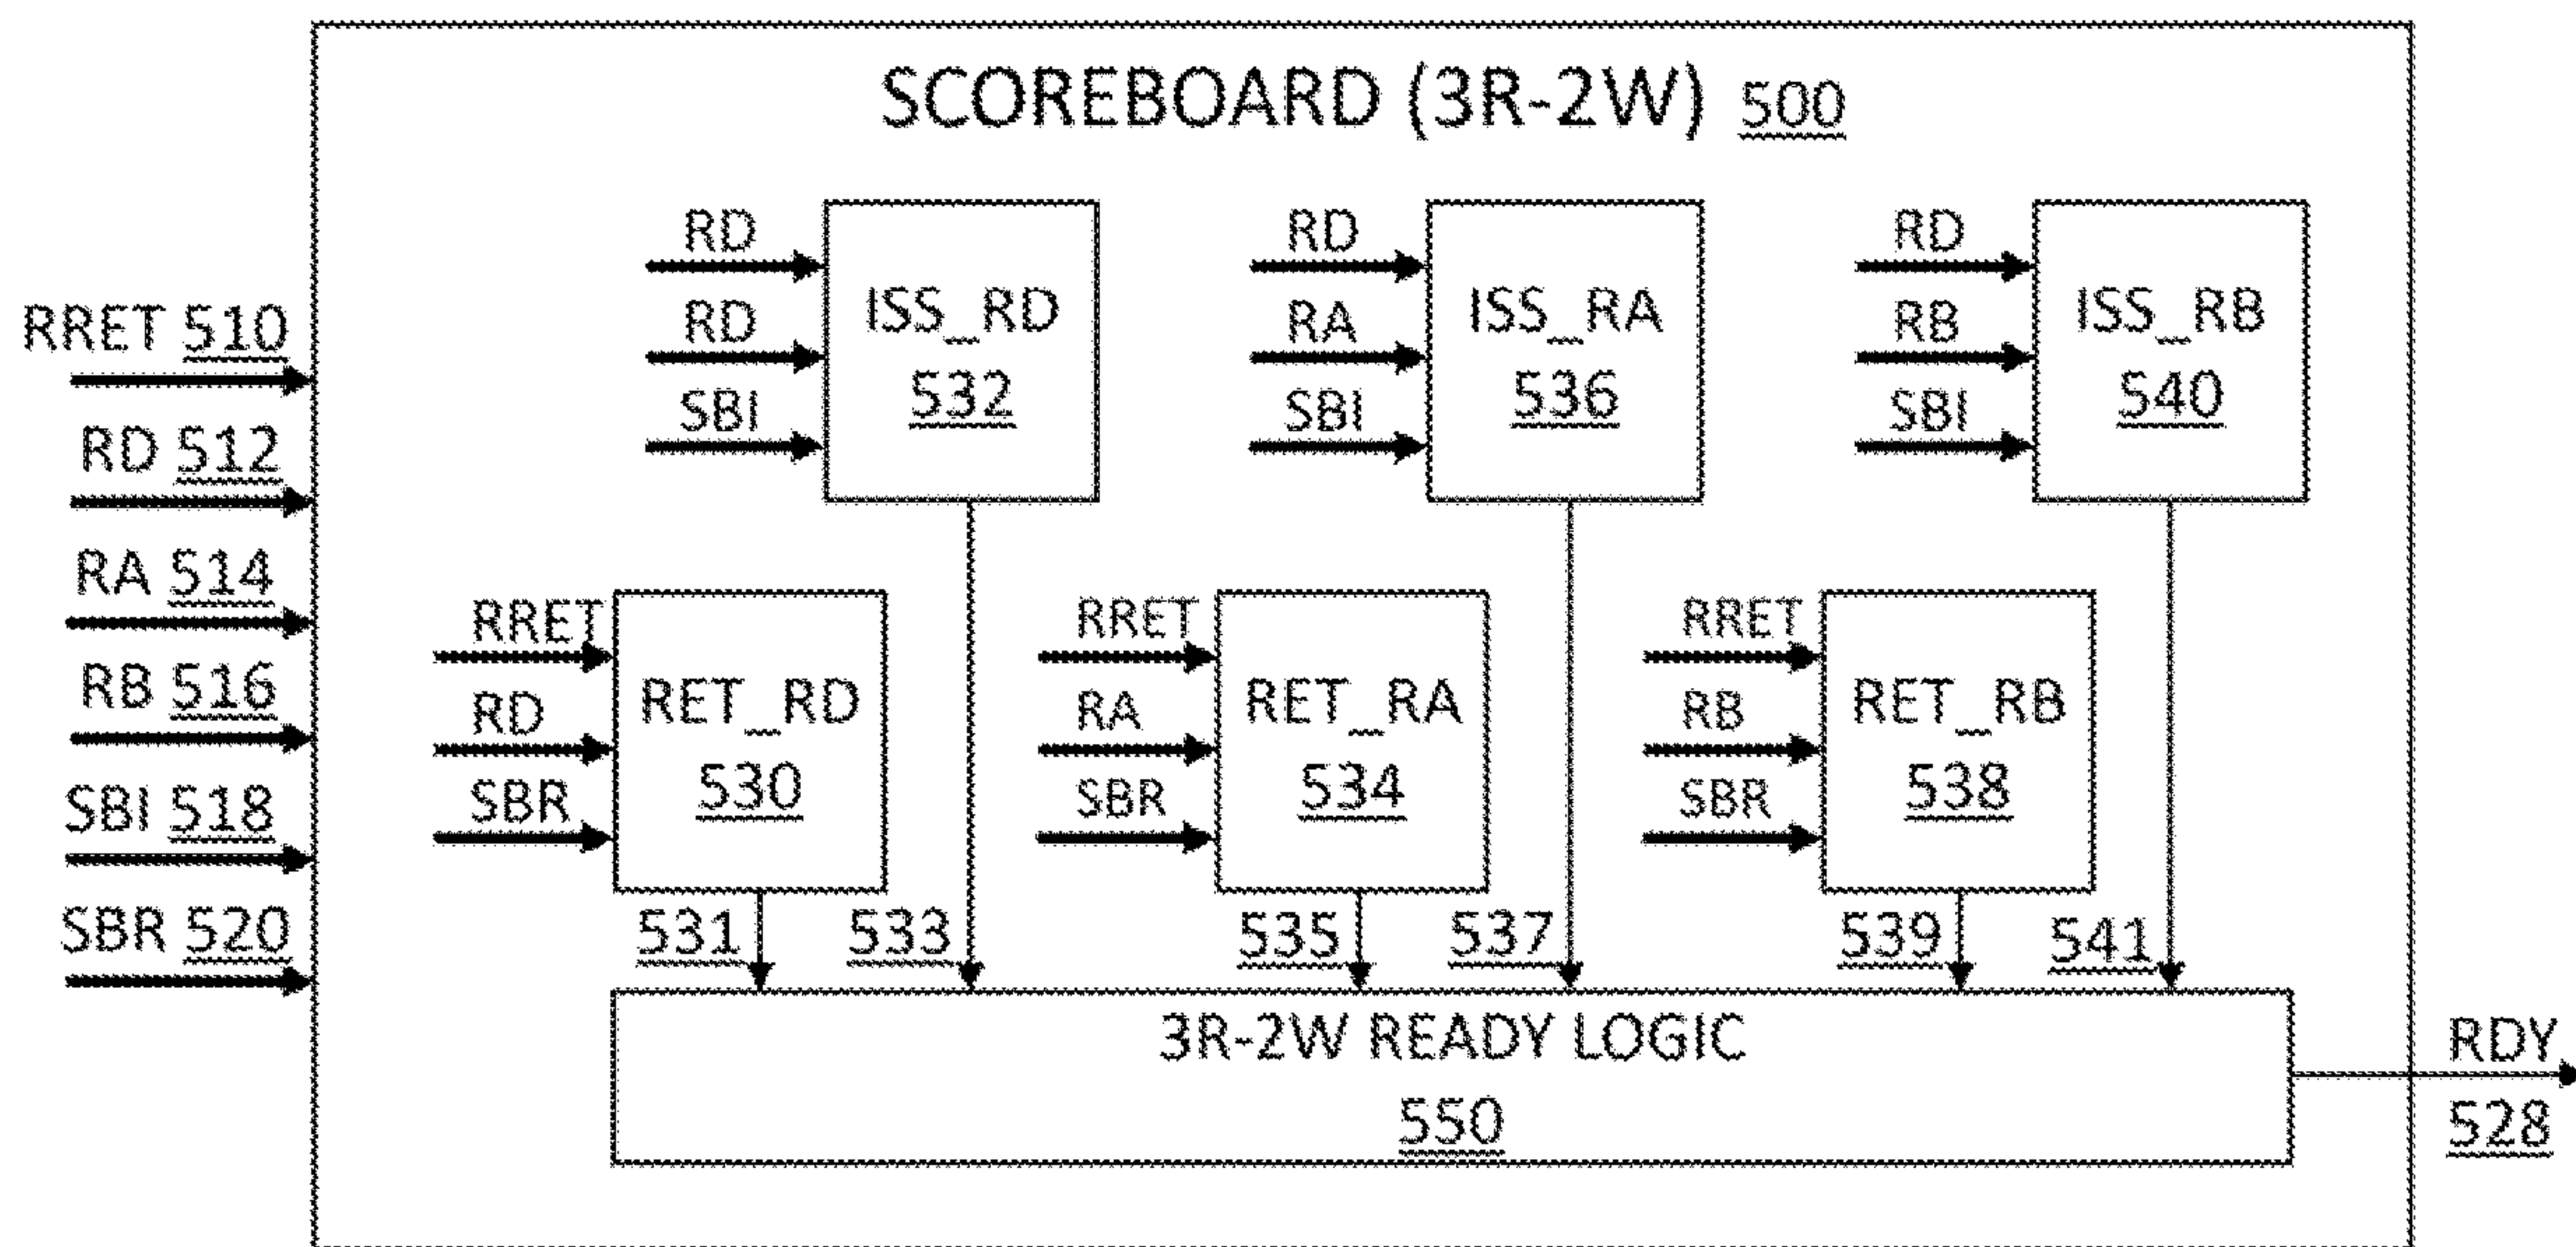 SCOREBOARD (3R-2W) 500
RRET 510
RD 512
RA 514
RB 516
SBI 518
SBR 520
RD
RD
SBI
ISS_RD
532
RD
RA
SBI
ISS_RA
536
RD
RB
SBI
ISS_RB
540
RRET
RD
SBR
RET_RD
530
RRET
RA
SBR
RET_RA
534
RRET
RB
SBR
RET_RB
538
531
533
535
537
539
541
3R-2W READY LOGIC
550
RDY
528